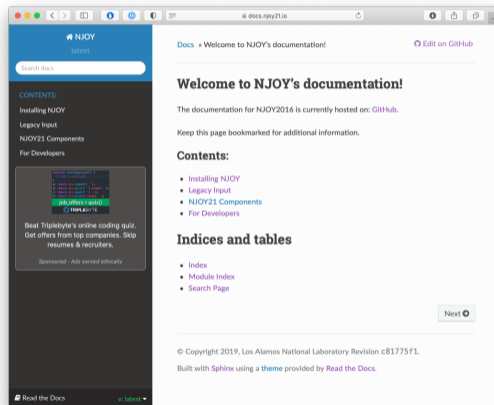 docs.njoy21.io
NJOY
latest
Search docs
CONTENTS:
Installing NJOY
Legacy Input
NJOY21 Components
For Developers
job_offers = quiz()
TRIPLEBYTE
Beat Triplebyte's online coding quiz.
Get offers from top companies. Skip
resumes & recruiters.
Sponsored · Ads served ethically
Read the Docs
v: latest
Docs » Welcome to NJOY's documentation!
Edit on GitHub
Welcome to NJOY's documentation!
The documentation for NJOY2016 is currently hosted on: GitHub.
Keep this page bookmarked for additional information.
Contents:
Installing NJOY
Legacy Input
NJOY21 Components
For Developers
Indices and tables
Index
Module Index
Search Page
Next
© Copyright 2019, Los Alamos National Laboratory Revision c81775f1.
Built with Sphinx using a theme provided by Read the Docs.